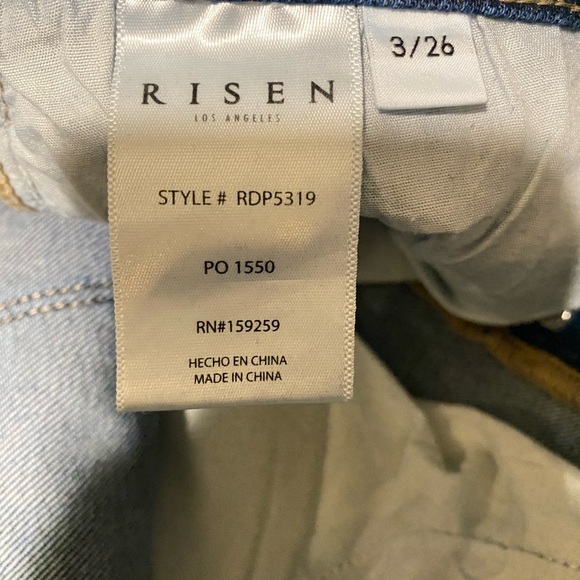 RISEN
LOS ANGELES
3/26
STYLE # RDP5319
PO 1550
RN#159259
HECHO EN CHINA
MADE IN CHINA